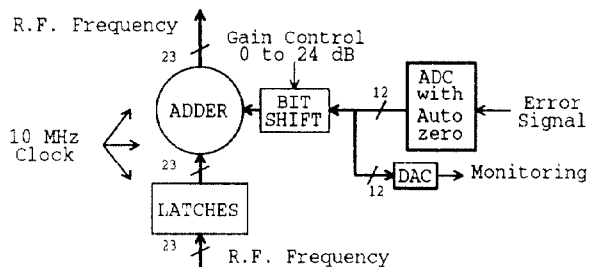 R.F. Frequency
23
Gain Control
0 to 24 dB
ADDER
BIT
SHIFT
12
ADC
with
Auto
zero
Error
Signal
10 MHz
Clock
23
12
DAC
Monitoring
LATCHES
23
R.F. Frequency